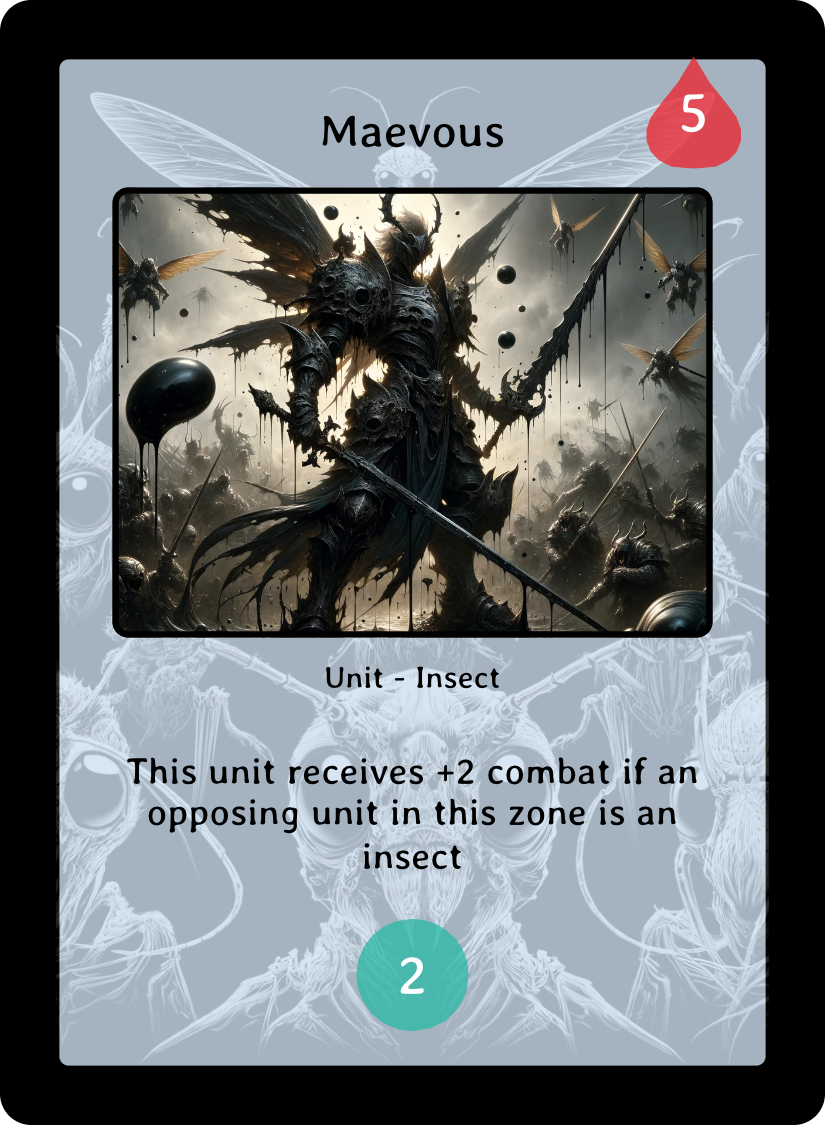 Maevous
5
Unit - Insect
This unit receives +2 combat if an
opposing unit in this zone is an
insect
2